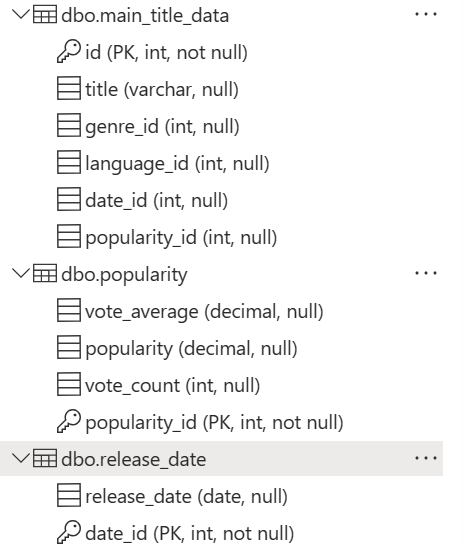 dbo.main_title_data
id (PK, int, not null)
title (varchar, null)
genre_id (int, null)
language_id (int, null)
date_id (int, null)
popularity_id (int, null)
dbo.popularity
vote_average (decimal, null)
popularity (decimal, null)
vote_count (int, null)
popularity_id (PK, int, not null)
dbo.release_date
release_date (date, null)
date_id (PK, int, not null)